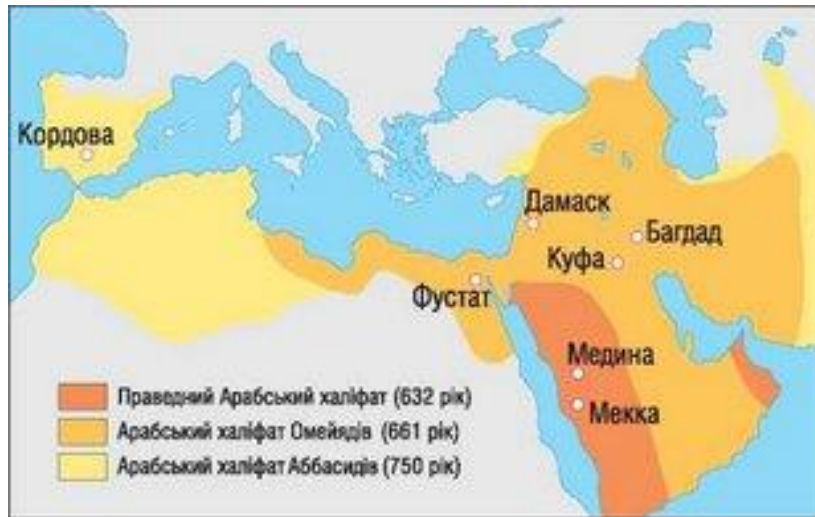 Кордова
Дамаск
Багдад
Куфа
Фустат
Медина
Мекка
Праведний Арабський халіфат (632 рік)
Арабський халіфат Омейядів (661 рік)
Арабський халіфат Аббасидів (750 рік)